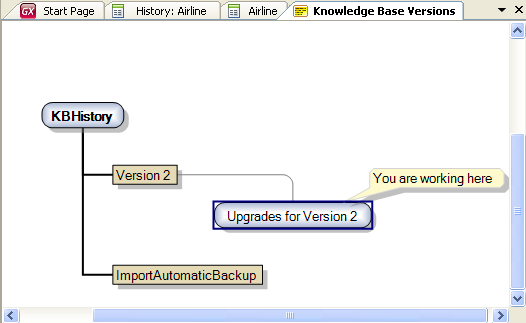 GX Start Page
History: Airline
Airline
Knowledge Base Versions
KBHistory
Version 2
You are working here
Upgrades for Version 2
ImportAutomaticBackup